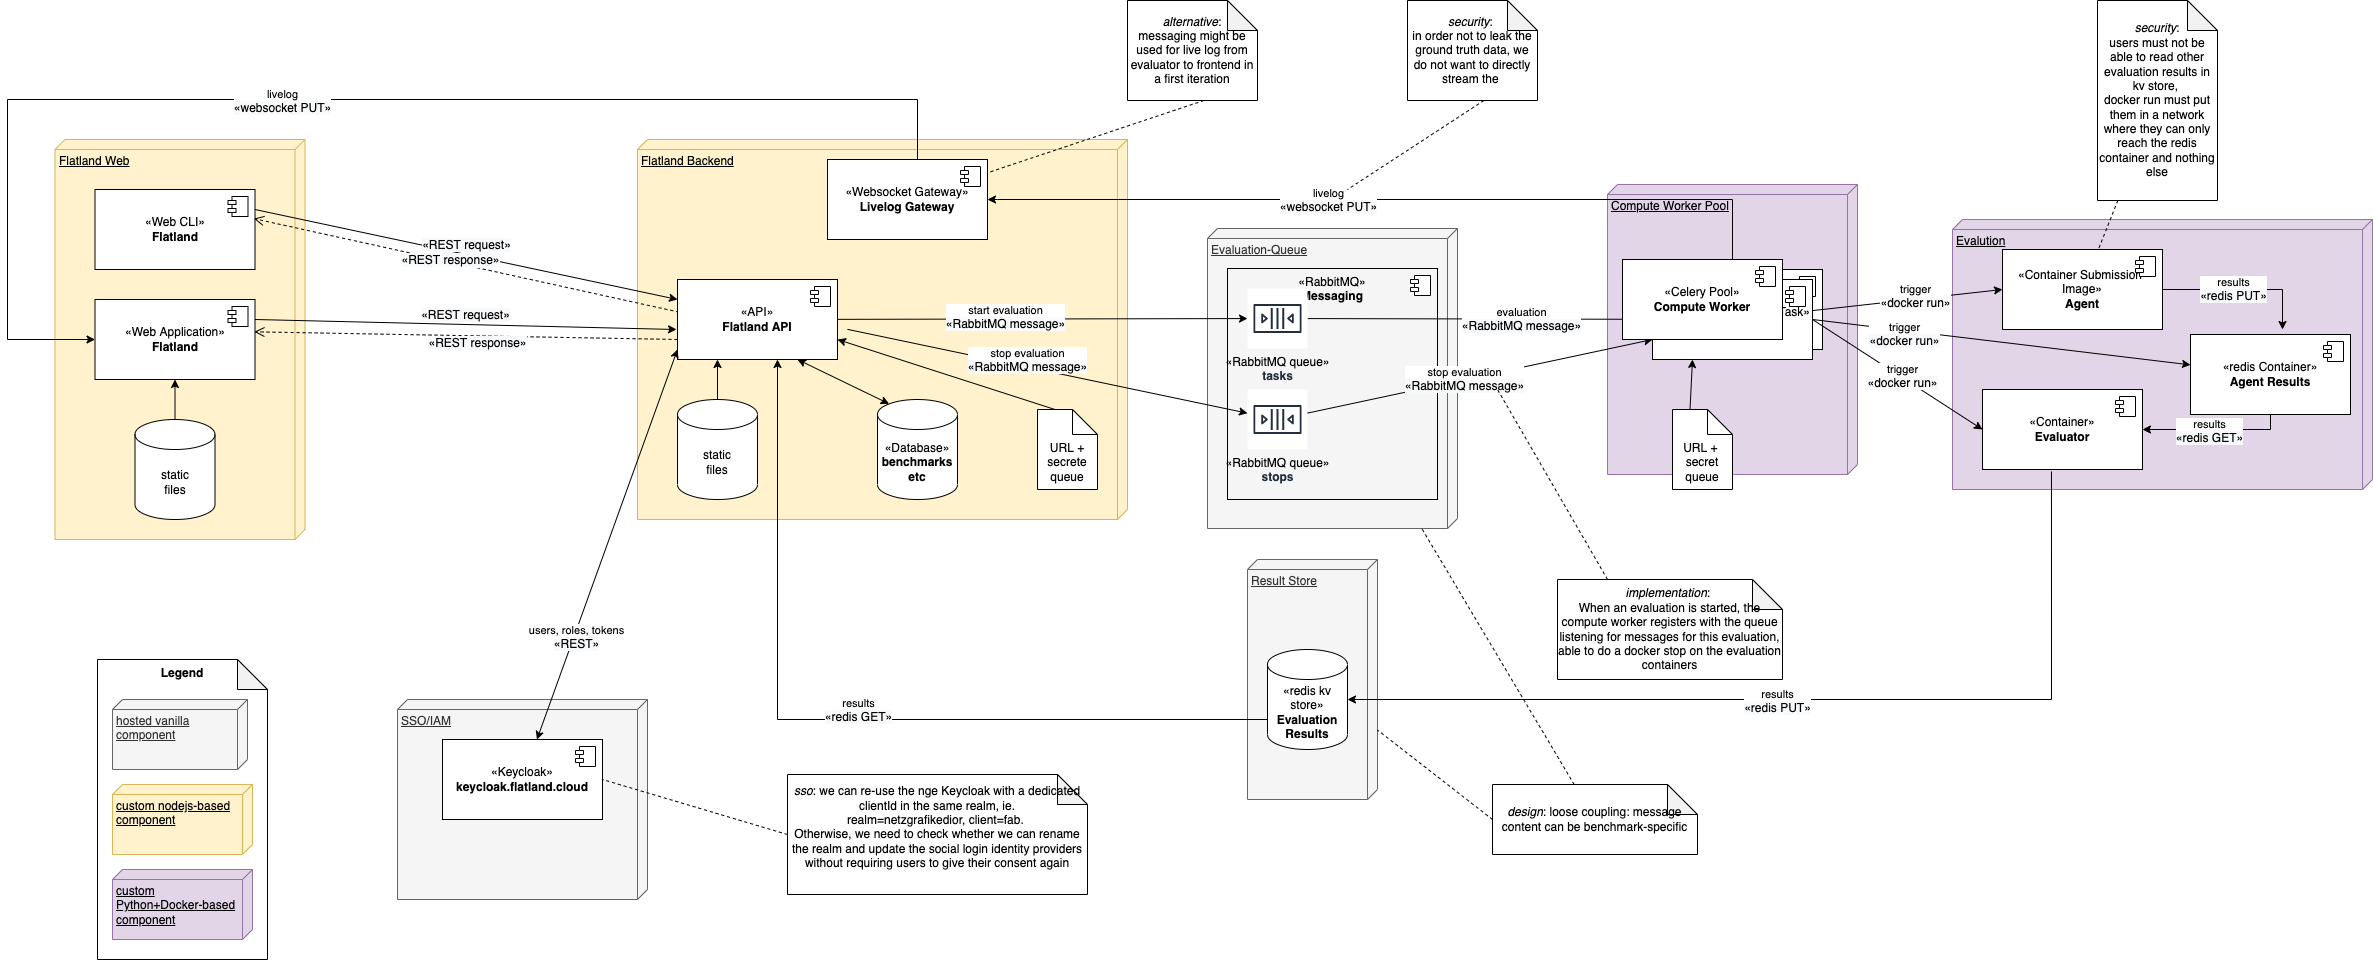 alternative:
messaging might be
used for live log from
evaluator to frontend in
a first iteration
security:
in order not to leak the
ground truth data, we
do not want to directly
stream the
security:
users must not be
able to read other
evaluation results in
kv store,
docker run must put
them in a network
where they can only
reach the redis
container and nothing
else
livelog
«websocket PUT»
Flatland Web
«Web CLI»
Flatland
«Web Application»
Flatland
static
files
«REST request»
«REST response»
«REST request»
«REST response»
Flatland Backend
«Websocket Gateway»
Livelog Gateway
«API»
Flatland API
static
files
«Database»
benchmarks
etc
URL +
secrete
queue
livelog
«websocket PUT»
start evaluation
«RabbitMQ message»
stop evaluation
«RabbitMQ message»
Evaluation-Queue
«RabbitMQ»
Messaging
«RabbitMQ queue»
tasks
«RabbitMQ queue»
stops
evaluation
«RabbitMQ message»
stop evaluation
«RabbitMQ message»
Compute Worker Pool
«Celery Pool»
Compute Worker
ask»
URL +
secret
queue
trigger
«docker run»
trigger
«docker run»
trigger
«docker run»
Evalution
«Container Submission
Image»
Agent
results
«redis PUT»
«redis Container»
Agent Results
results
«redis GET»
«Container»
Evaluator
users, roles, tokens
«REST»
Result Store
«redis kv
store»
Evaluation
Results
results
«redis GET»
results
«redis PUT»
implementation:
When an evaluation is started, the
compute worker registers with the queue
listening for messages for this evaluation,
able to do a docker stop on the evaluation
containers
design: loose coupling: message
content can be benchmark-specific
SSO/IAM
«Keycloak»
keycloak.flatland.cloud
sso: we can re-use the nge Keycloak with a dedicated
clientId in the same realm, ie.
realm=netzgrafikedior, client=fab.
Otherwise, we need to check whether we can rename
the realm and update the social login identity providers
without requiring users to give their consent again
Legend
hosted vanilla
component
custom nodejs-based
component
custom
Python+Docker-based
component